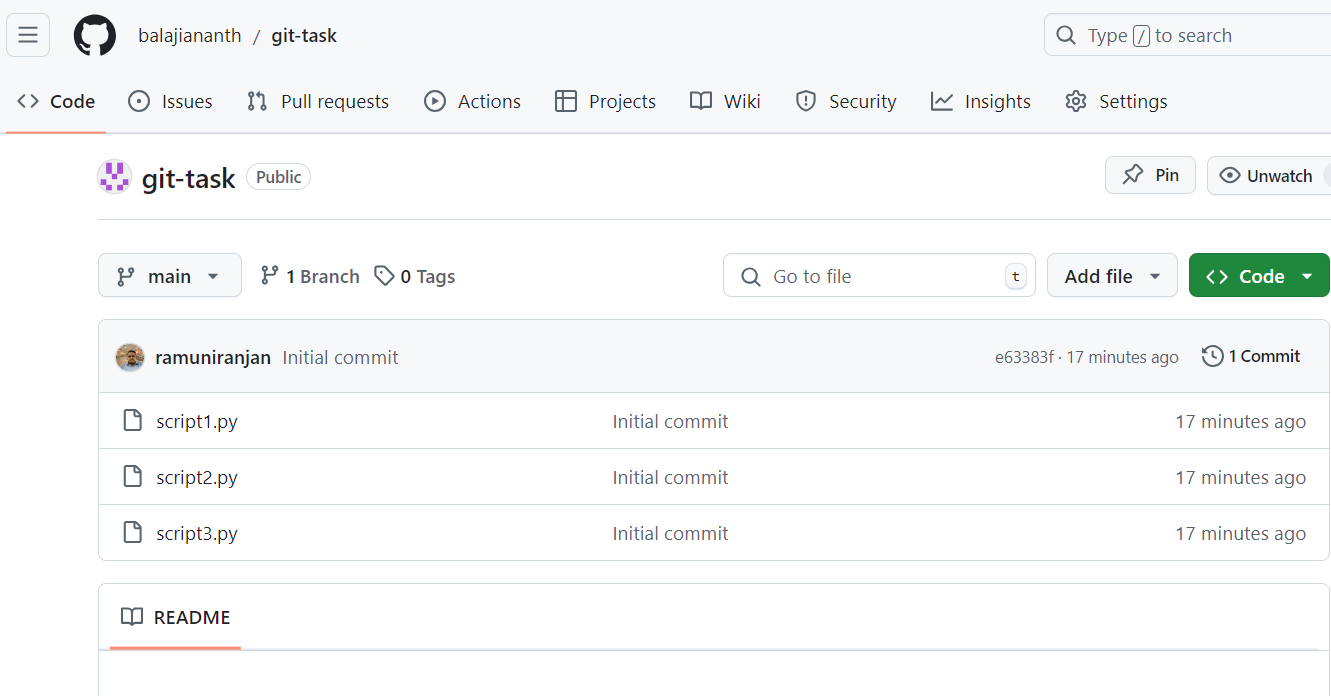 balajiananth / git-task
Type / to search
Code Issues Pull requests Actions Projects Wiki Security Insights Settings
git-task Public
Pin Unwatch
main 1 Branch 0 Tags
Go to file t
Add file Code
ramuniranjan Initial commit e63383f · 17 minutes ago 1 Commit
script1.py Initial commit 17 minutes ago
script2.py Initial commit 17 minutes ago
script3.py Initial commit 17 minutes ago
README